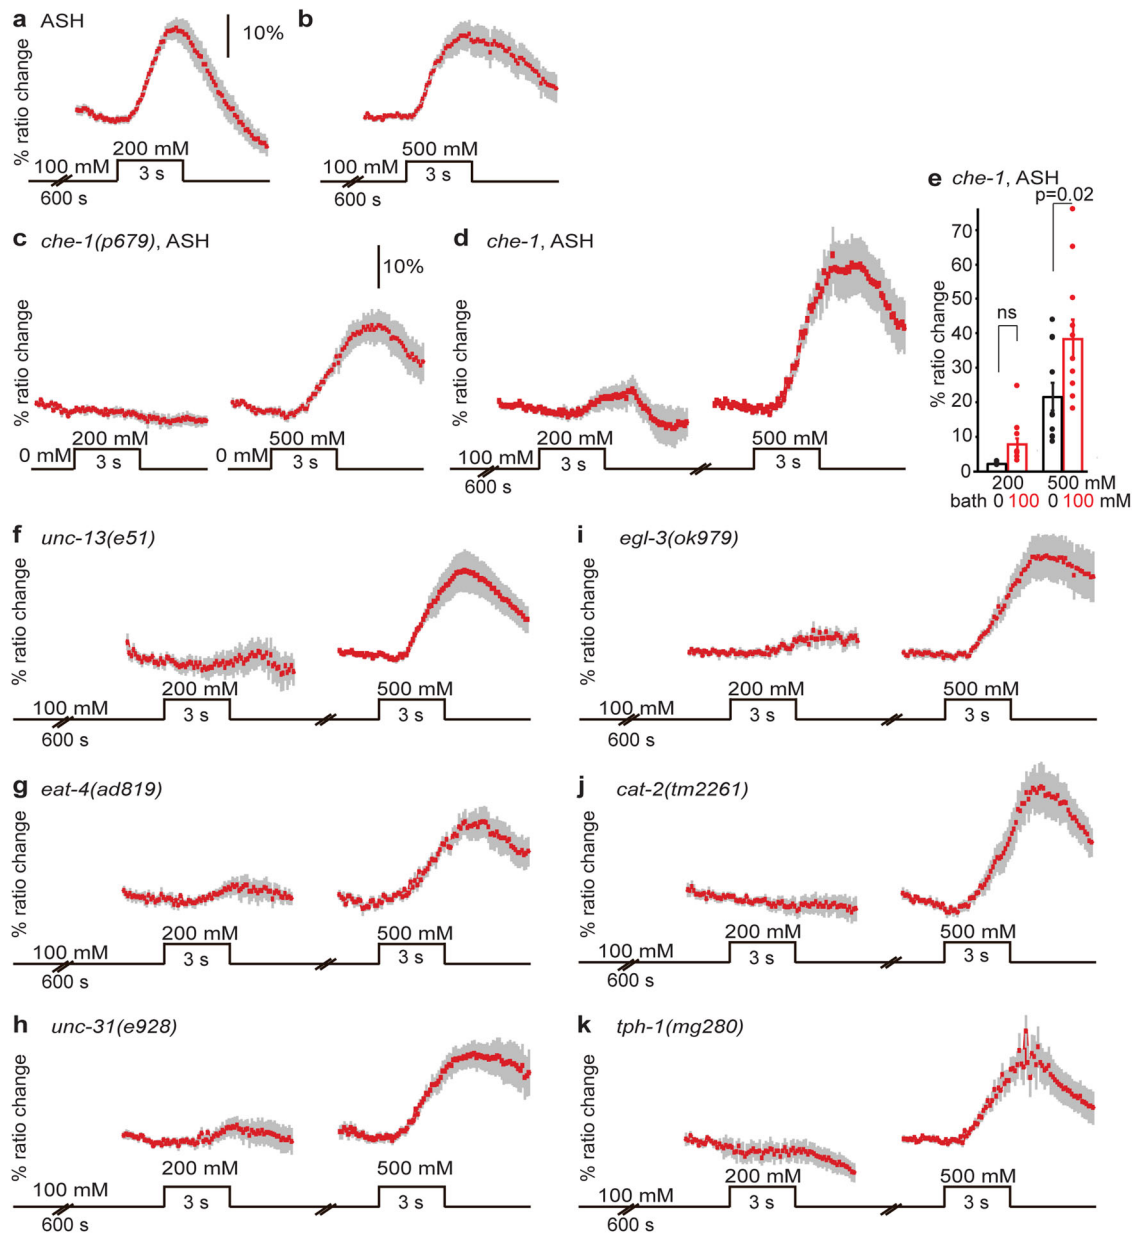 a ASH
10%
% ratio change
200 mM
100 mM
3 s
600 s
b
500 mM
100 mM
3 s
600 s
c che-1(p679), ASH
10%
% ratio change
200 mM
0 mM
3 s
500 mM
0 mM
3 s
d che-1, ASH
% ratio change
200 mM
100 mM
3 s
600 s
500 mM
3 s
e che-1, ASH
p=0.02
ns
% ratio change
70
60
50
40
30
20
10
0
200 500 mM
bath 0 100 0 100 mM
f unc-13(e51)
% ratio change
200 mM
100 mM
3 s
600 s
500 mM
3 s
i egl-3(ok979)
% ratio change
200 mM
100 mM
3 s
600 s
500 mM
3 s
g eat-4(ad819)
% ratio change
200 mM
100 mM
3 s
600 s
500 mM
3 s
j cat-2(tm2261)
% ratio change
200 mM
100 mM
3 s
600 s
500 mM
3 s
h unc-31(e928)
% ratio change
200 mM
100 mM
3 s
600 s
500 mM
3 s
k tph-1(mg280)
% ratio change
200 mM
100 mM
3 s
600 s
500 mM
3 s